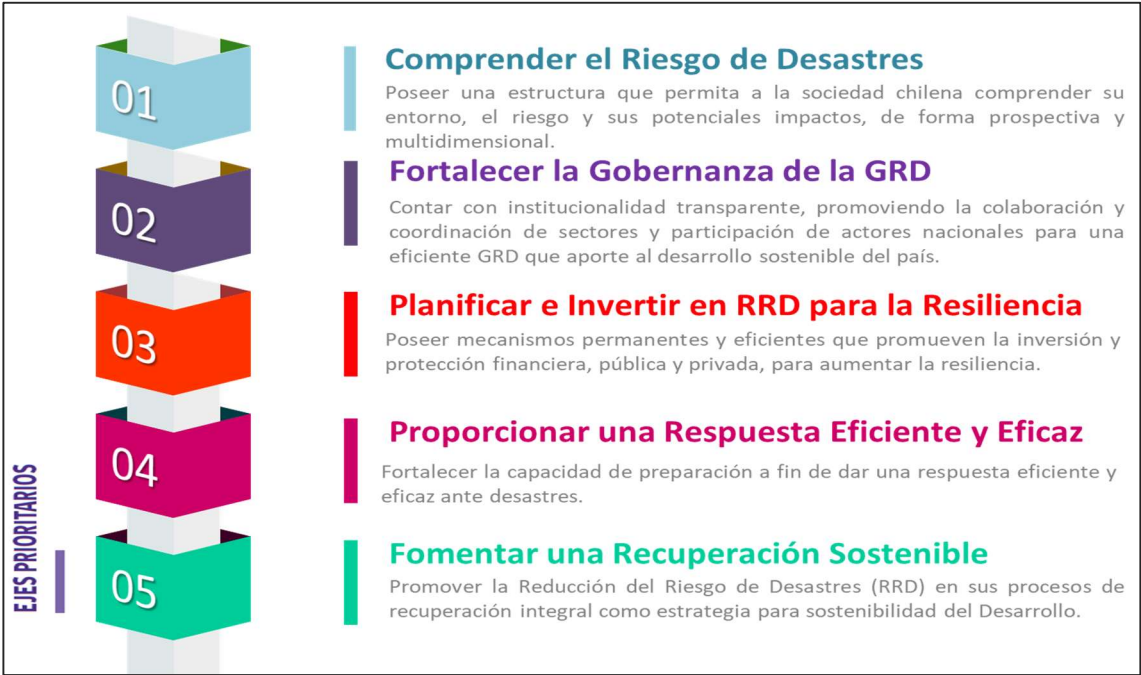 01
Comprender el Riesgo de Desastres
Poseer una estructura que permita a la sociedad chilena comprender su
entorno, el riesgo y sus potenciales impactos, de forma prospectiva y
multidimensional.
02
Fortalecer la Gobernanza de la GRD
Contar con institucionalidad transparente, promoviendo la colaboración y
coordinación de sectores y participación de actores nacionales para una
eficiente GRD que aporte al desarrollo sostenible del país.
03
Planificar e Invertir en RRD para la Resiliencia
Poseer mecanismos permanentes y eficientes que promueven la inversión y
protección financiera, pública y privada, para aumentar la resiliencia.
04
Proporcionar una Respuesta Eficiente y Eficaz
Fortalecer la capacidad de preparación a fin de dar una respuesta eficiente y
eficaz ante desastres.
05
Fomentar una Recuperación Sostenible
Promover la Reducción del Riesgo de Desastres (RRD) en sus procesos de
recuperación integral como estrategia para sostenibilidad del Desarrollo.
EJES PRIORITARIOS